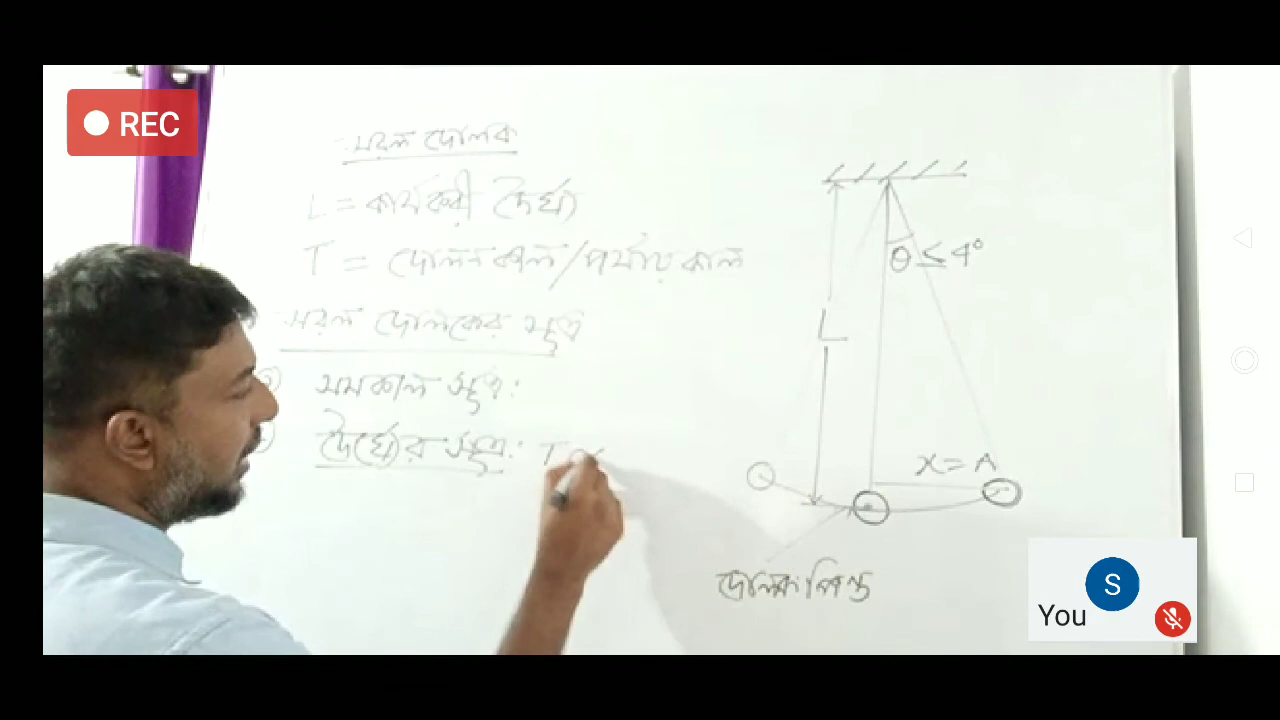 REC
সরল দোলক
L = কার্যকরী দৈর্ঘ্য
T = দোলনকাল/পর্যায়কাল
সরল দোলকের সূত্র
সমকাল সূত্র:
দৈর্ঘ্যের সূত্র: T ∝
θ ≤ 4°
L
x = A
দোলকপিন্ড
S
You